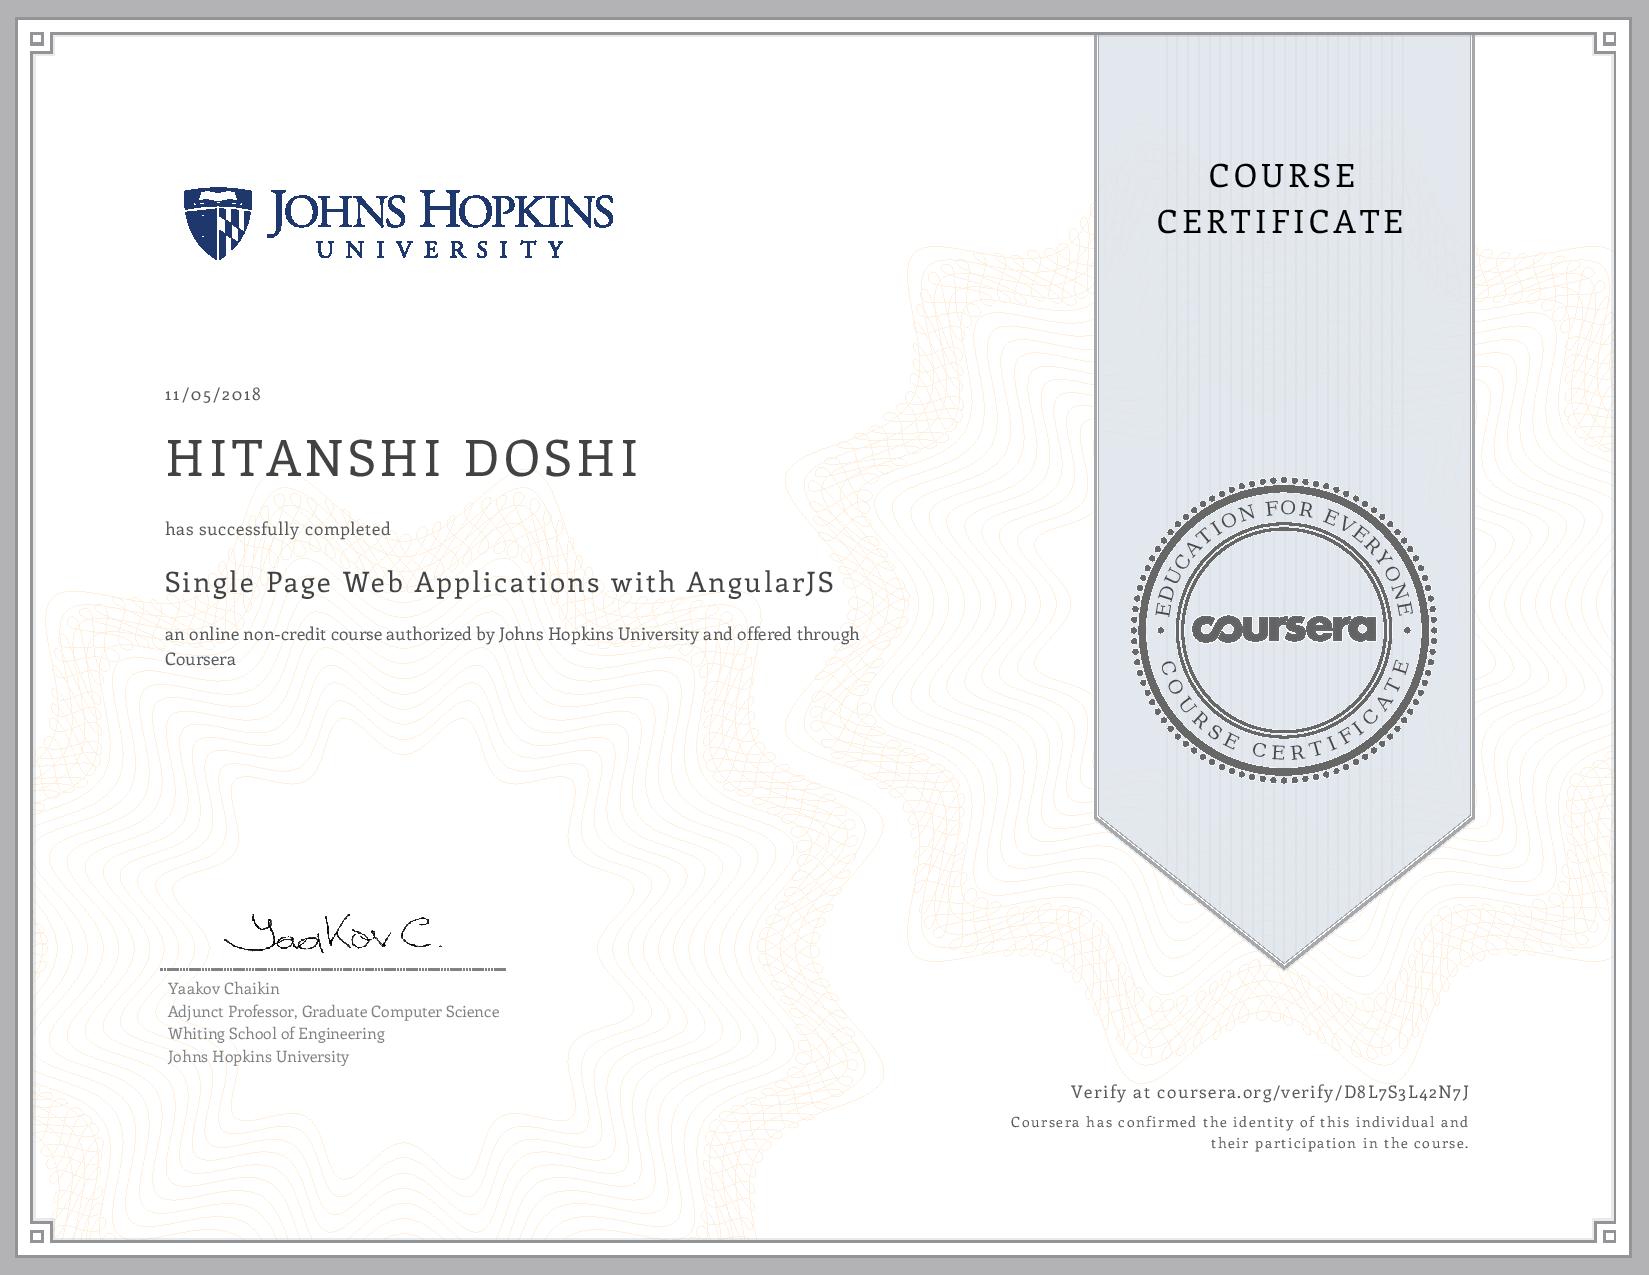 JOHNS HOPKINS
UNIVERSITY
COURSE
CERTIFICATE
11/05/2018
HITANSHI DOSHI
has successfully completed
Single Page Web Applications with AngularJS
an online non-credit course authorized by Johns Hopkins University and offered through
Coursera
EDUCATION FOR EVERYONE
coursera
COURSE CERTIFICATE
Yaakov C.
Yaakov Chaikin
Adjunct Professor, Graduate Computer Science
Whiting School of Engineering
Johns Hopkins University
Verify at coursera.org/verify/D8L7S3L42N7J
Coursera has confirmed the identity of this individual and
their participation in the course.